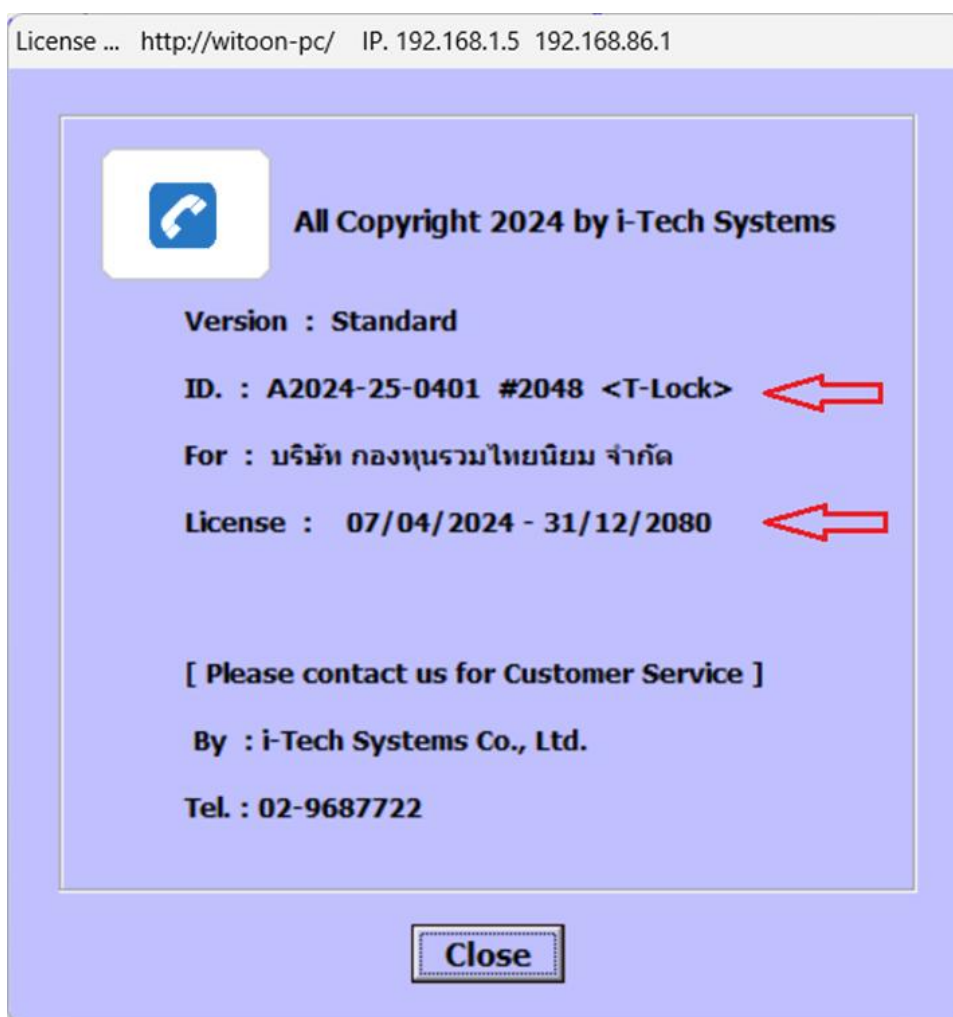 License ... http://witoon-pc/ IP. 192.168.1.5 192.168.86.1
All Copyright 2024 by i-Tech Systems
Version : Standard
ID. : A2024-25-0401 #2048 <T-Lock>
For : บริษัท กองทุนรวมไทยนิยม จำกัด
License : 07/04/2024 - 31/12/2080
[ Please contact us for Customer Service ]
By : i-Tech Systems Co., Ltd.
Tel. : 02-9687722
Close